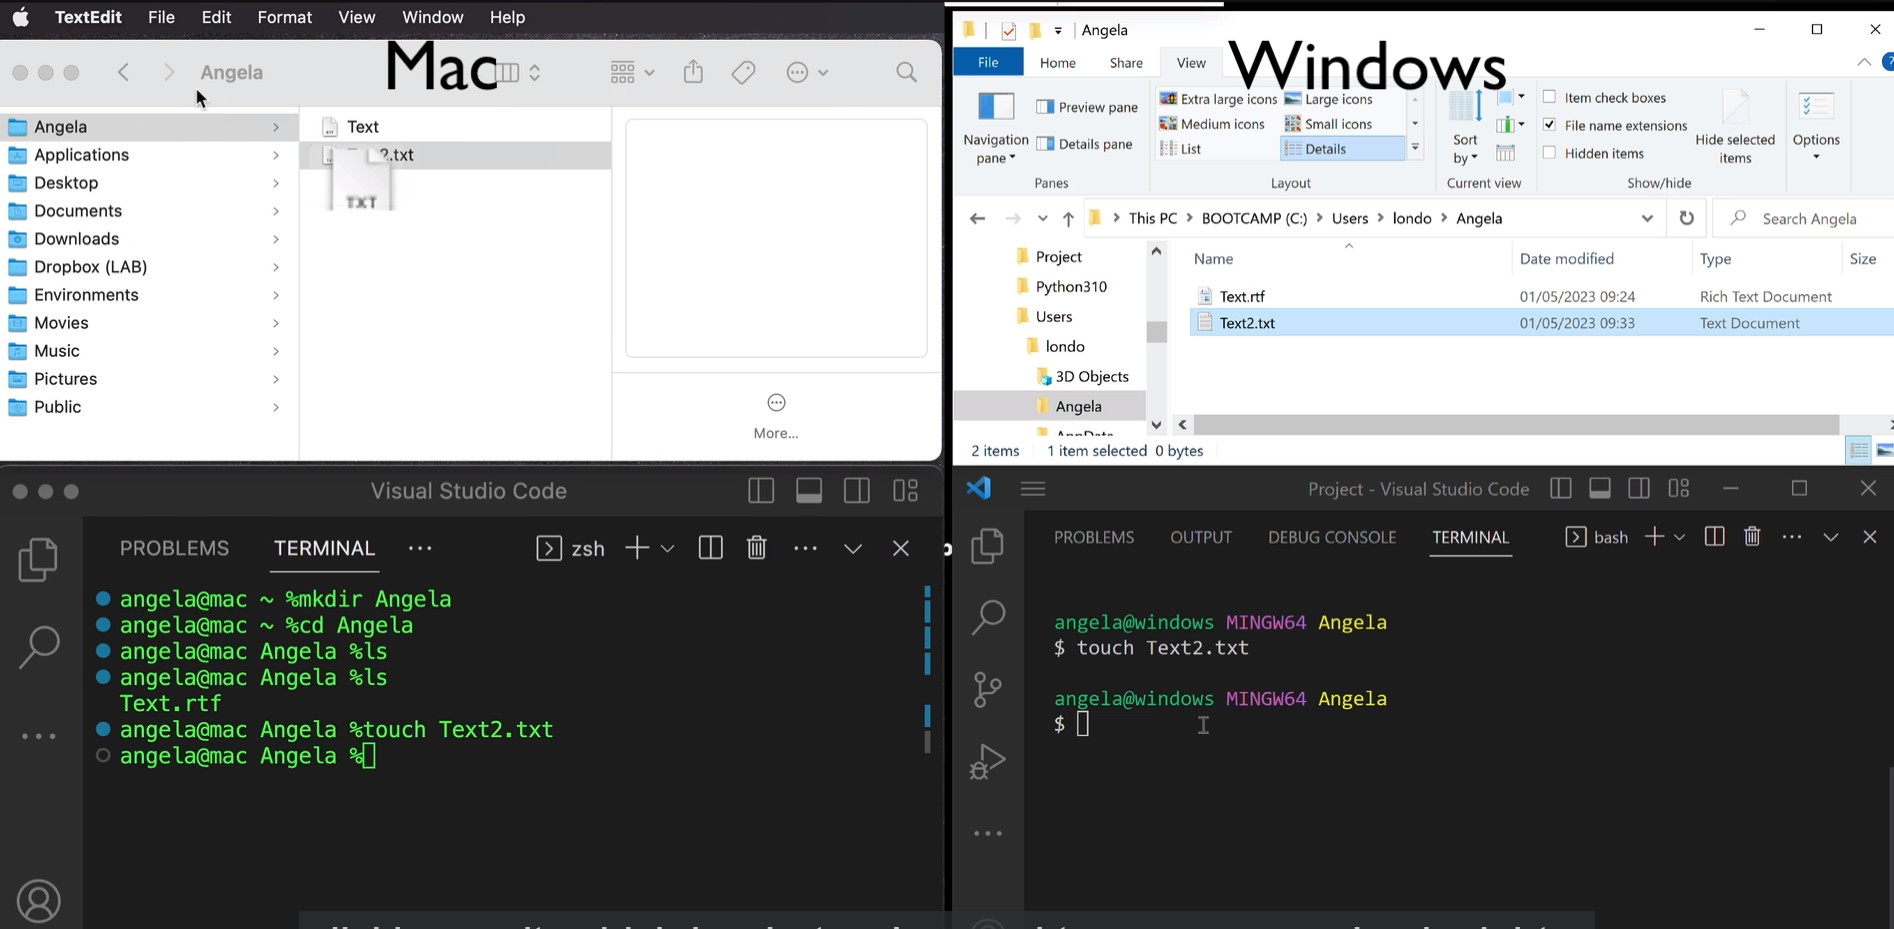 TextEdit File Edit Format View Window Help
Mac
Angela
Angela
Applications
Desktop
Documents
Downloads
Dropbox (LAB)
Environments
Movies
Music
Pictures
Public
Text
2.txt
TXT
More...
Windows
Angela
File Home Share View
Navigation pane
Preview pane
Details pane
Panes
Extra large icons Large icons
Medium icons Small icons
List Details
Layout
Sort by
Current view
Item check boxes
File name extensions
Hidden items
Hide selected items
Show/hide
Options
This PC BOOTCAMP (C:) Users londo Angela
Search Angela
Project
Python310
Users
londo
3D Objects
Angela
AppData
Name Date modified Type Size
Text.rtf 01/05/2023 09:24 Rich Text Document
Text2.txt 01/05/2023 09:33 Text Document
2 items 1 item selected 0 bytes
Visual Studio Code
PROBLEMS TERMINAL ... zsh
angela@mac ~ %mkdir Angela
angela@mac ~ %cd Angela
angela@mac Angela %ls
angela@mac Angela %ls
Text.rtf
angela@mac Angela %touch Text2.txt
angela@mac Angela %
Project - Visual Studio Code
PROBLEMS OUTPUT DEBUG CONSOLE TERMINAL bash
angela@windows MINGW64 Angela
$ touch Text2.txt
angela@windows MINGW64 Angela
$